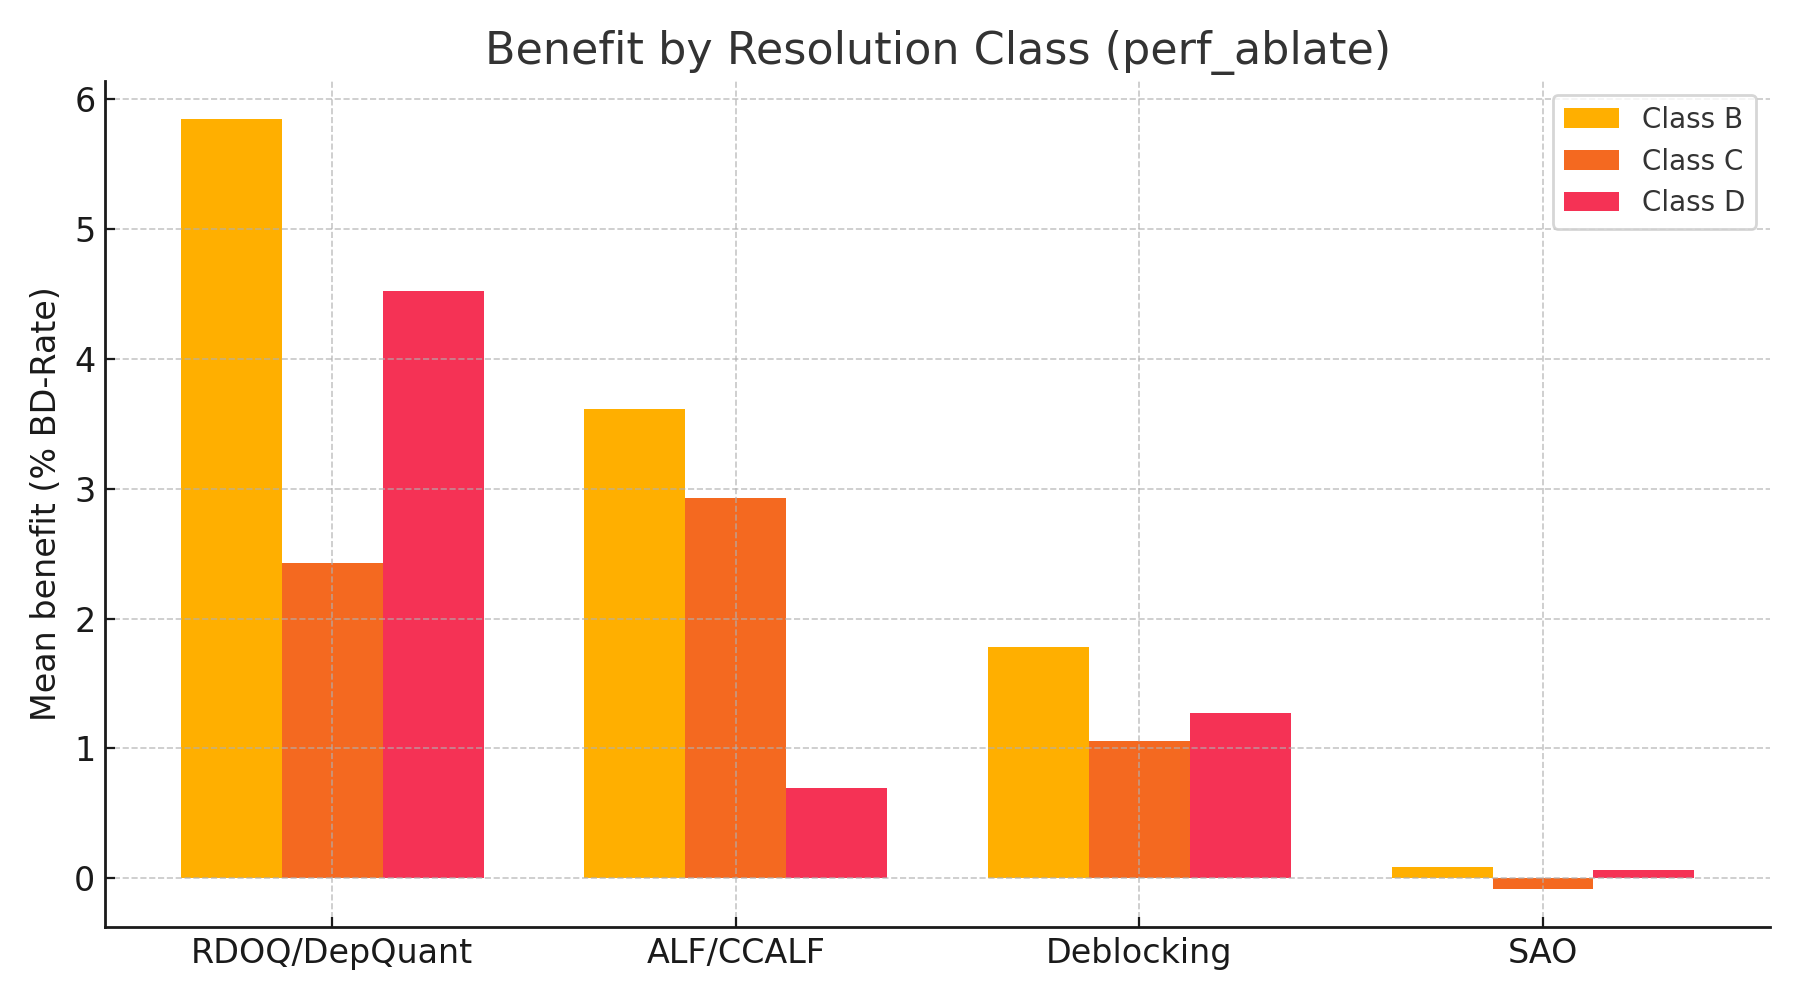 Benefit by Resolution Class (perf_ablate)
Mean benefit (% BD-Rate)
6
5
4
3
2
1
0
Class B
Class C
Class D
RDOQ/DepQuant
ALF/CCALF
Deblocking
SAO